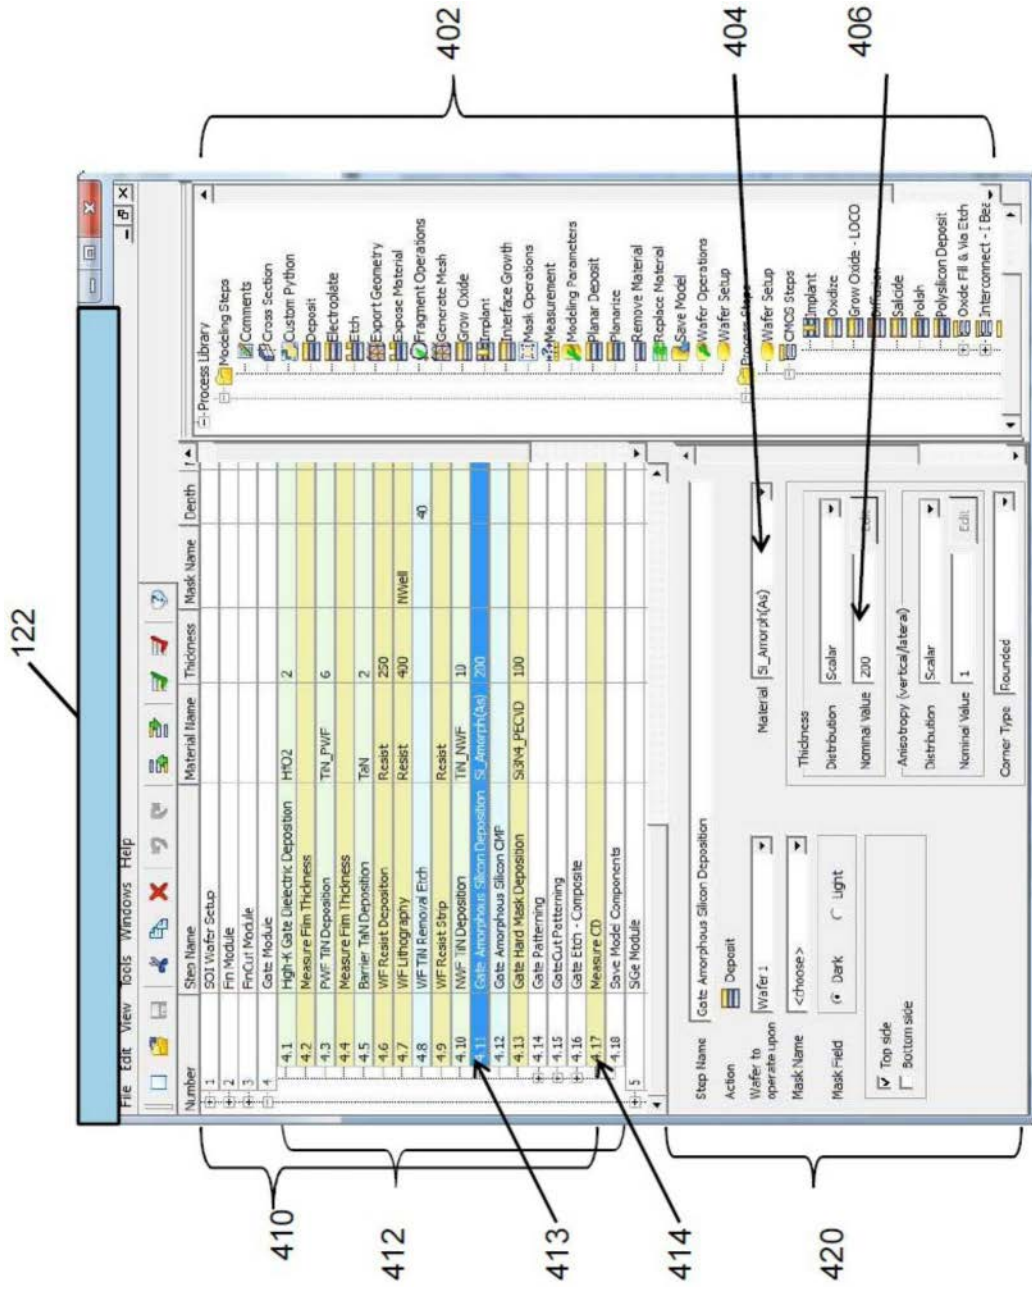 122
File Edit View Tools Windows Help
Number Step Name Material Name Thickness Mask Name Depth
1 SOI Wafer Setup
2 Fin Module
3 FinCut Module
4 Gate Module
4.1 High-K Gate Dielectric Deposition HfO2 2
4.2 Measure Film Thickness
4.3 PWF TiN Deposition TiN_PWF 6
4.4 Measure Film Thickness
4.5 Barrier TaN Deposition TaN 2
4.6 WF Resist Deposition Resist 250
4.7 WF Lithography Resist 400 NWell
4.8 WF TiN Removal Etch 40
4.9 WF Resist Strip Resist
4.10 NWF TiN Deposition TiN_NWF 10
4.11 Gate Amorphous Silicon Deposition Si_Amorph(As) 200
4.12 Gate Amorphous Silicon CMP
4.13 Gate Hard Mask Deposition Si3N4_PECVD 100
4.14 Gate Patterning
4.15 GateCut Patterning
4.16 Gate Etch - Composite
4.17 Measure CD
4.18 Save Model Components
5 SiGe Module
Process Library
Modeling Steps
Comments
Cross Section
Custom Python
Deposit
Electroplate
Etch
Export Geometry
Expose Material
Fragment Operations
Generate Mesh
Grow Oxide
Implant
Interface Growth
Mask Operations
Measurement
Modeling Parameters
Planar Deposit
Planarize
Remove Material
Replace Material
Save Model
Wafer Operations
Wafer Setup
Process Steps
Wafer Setup
CMOS Steps
Implant
Oxidize
Grow Oxide - LOCO
Diffusion
Salicide
Polish
Polysilicon Deposit
Oxide Fill & Via Etch
Interconnect - I Bea
Step Name Gate Amorphous Silicon Deposition
Action Deposit
Wafer to
operate upon Wafer 1
Mask Name <choose>
Mask Field Dark Light
Top side
Bottom side
Material Si_Amorph(As)
Thickness
Distribution Scalar
Nominal Value 200 Edit
Anisotropy (vertical/lateral)
Distribution Scalar
Nominal Value 1 Edit
Corner Type Rounded
402
404
406
410
412
413
414
420